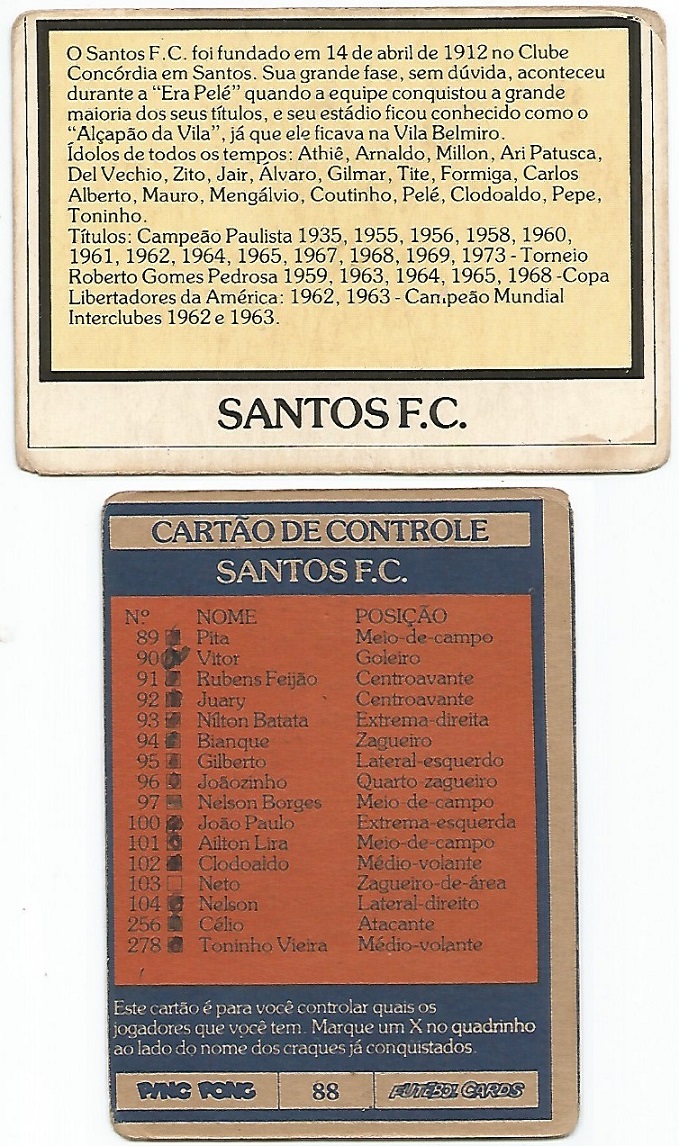 O Santos F.C. foi fundado em 14 de abril de 1912 no Clube
Concórdia em Santos. Sua grande fase, sem dúvida, aconteceu
durante a “Era Pelé” quando a equipe conquistou a grande
maioria dos seus títulos, e seu estádio ficou conhecido como o
“Alçapão da Vila”, já que ele ficava na Vila Belmiro.
Ídolos de todos os tempos: Athiê, Arnaldo, Millon, Ari Patusca,
Del Vechio, Zito, Jair, Álvaro, Gilmar, Tite, Formiga, Carlos
Alberto, Mauro, Mengálvio, Coutinho, Pelé, Clodoaldo, Pepe,
Toninho.
Títulos: Campeão Paulista 1935, 1955, 1956, 1958, 1960,
1961, 1962, 1964, 1965, 1967, 1968, 1969, 1973 - Torneio
Roberto Gomes Pedrosa 1959, 1963, 1964, 1965, 1968 -Copa
Libertadores da América: 1962, 1963 - Campeão Mundial
Interclubes 1962 e 1963.
SANTOS F.C.
CARTÃO DE CONTROLE
SANTOS F.C.
Nº NOME POSIÇÃO
89 Pita Meio-de-campo
90 Vitor Goleiro
91 Rubens Feijão Centroavante
92 Juary Centroavante
93 Nílton Batata Extrema-direita
94 Bianque Zagueiro
95 Gilberto Lateral-esquerdo
96 Joãozinho Quarto-zagueiro
97 Nelson Borges Meio-de-campo
100 João Paulo Extrema-esquerda
101 Aílton Lira Meio-de-campo
102 Clodoaldo Médio-volante
103 Neto Zagueiro-de-área
104 Nelson Lateral-direito
256 Célio Atacante
278 Toninho Vieira Médio-volante
Este cartão é para você controlar quais os
jogadores que você tem. Marque um X no quadrinho
ao lado do nome dos craques já conquistados.
PING PONG 88 FUTEBOL CARDS